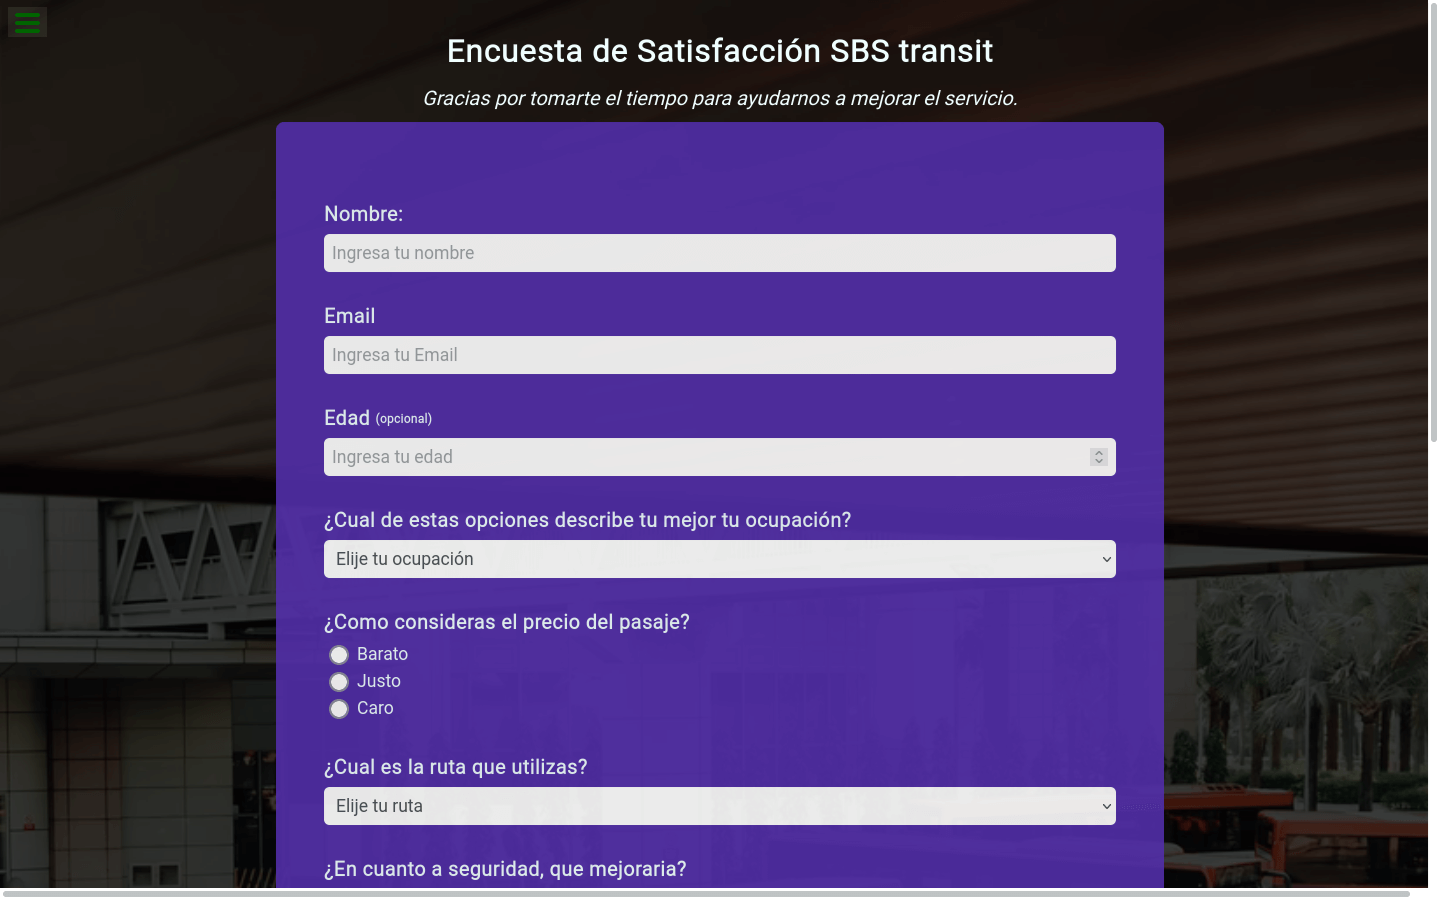 Encuesta de Satisfacción SBS transit
Gracias por tomarte el tiempo para ayudarnos a mejorar el servicio.
Nombre:
Ingresa tu nombre
Email
Ingresa tu Email
Edad (opcional)
Ingresa tu edad
¿Cual de estas opciones describe tu mejor tu ocupación?
Elije tu ocupación
¿Como consideras el precio del pasaje?
Barato
Justo
Caro
¿Cual es la ruta que utilizas?
Elije tu ruta
¿En cuanto a seguridad, que mejoraria?